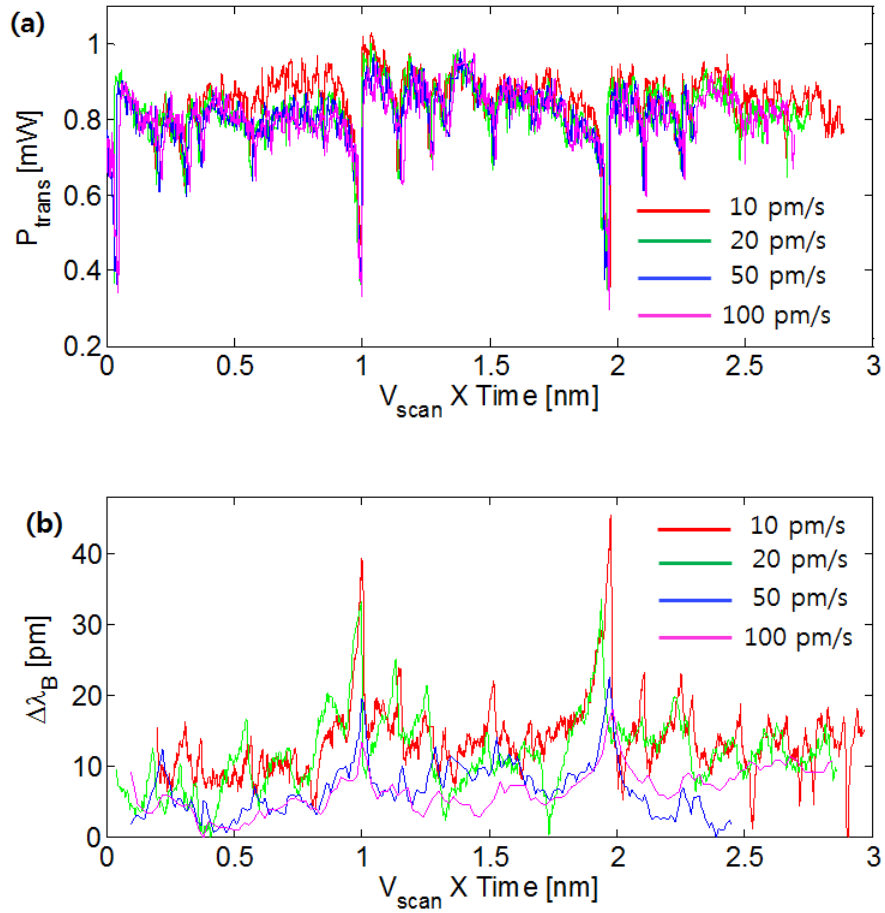 (a)
1
0.8
0.6
0.4
0.2
P_trans [mW]
10 pm/s
20 pm/s
50 pm/s
100 pm/s
0 0.5 1 1.5 2 2.5 3
V_scan X Time [nm]
(b)
40
30
20
10
0
Δλ_B [pm]
10 pm/s
20 pm/s
50 pm/s
100 pm/s
0 0.5 1 1.5 2 2.5 3
V_scan X Time [nm]